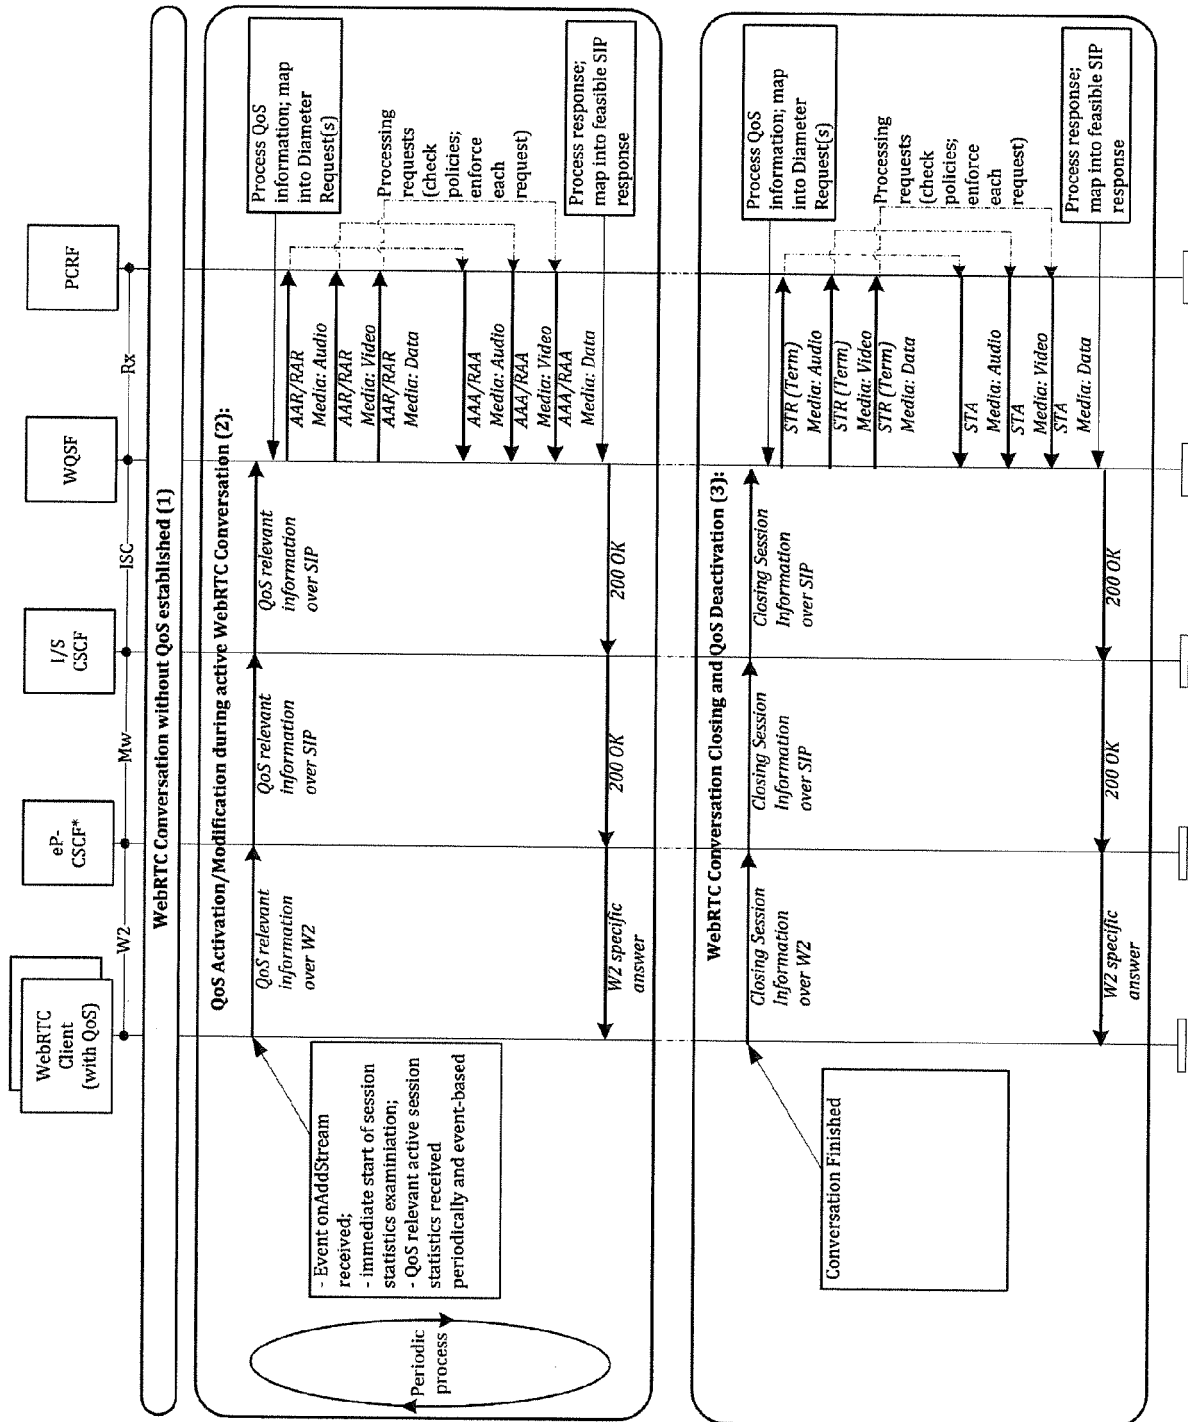 WebRTC
Client
(with QoS)
eP-
CSCF*
I/S
CSCF
WQSF
PCRF
W2
Mw
ISC
Rx
WebRTC Conversation without QoS established (1)
QoS Activation/Modification during active WebRTC Conversation (2):
Periodic
process
- Event onAddStream
received;
- immediate start of session
statistics examiniation;
- QoS relevant active session
statistics received
periodically and event-based
QoS relevant
information
over W2
QoS relevant
information
over SIP
QoS relevant
information
over SIP
Process QoS
information; map
into Diameter
Request(s)
AAR/RAR
Media: Audio
AAR/RAR
Media: Video
AAR/RAR
Media: Data
Processing
requests
(check
policies;
enforce
each
request)
AAA/RAA
Media: Audio
AAA/RAA
Media: Video
AAA/RAA
Media: Data
Process response;
map into feasible SIP
response
200 OK
200 OK
W2 specific
answer
WebRTC Conversation Closing and QoS Deactivation (3):
Conversation Finished
Closing Session
Information
over W2
Closing Session
Information
over SIP
Closing Session
Information
over SIP
Process QoS
information; map
into Diameter
Request(s)
STR (Term)
Media: Audio
STR (Term)
Media: Video
STR (Term)
Media: Data
Processing
requests
(check
policies;
enforce
each
request)
STA
Media: Audio
STA
Media: Video
STA
Media: Data
Process response;
map into feasible SIP
response
200 OK
200 OK
W2 specific
answer